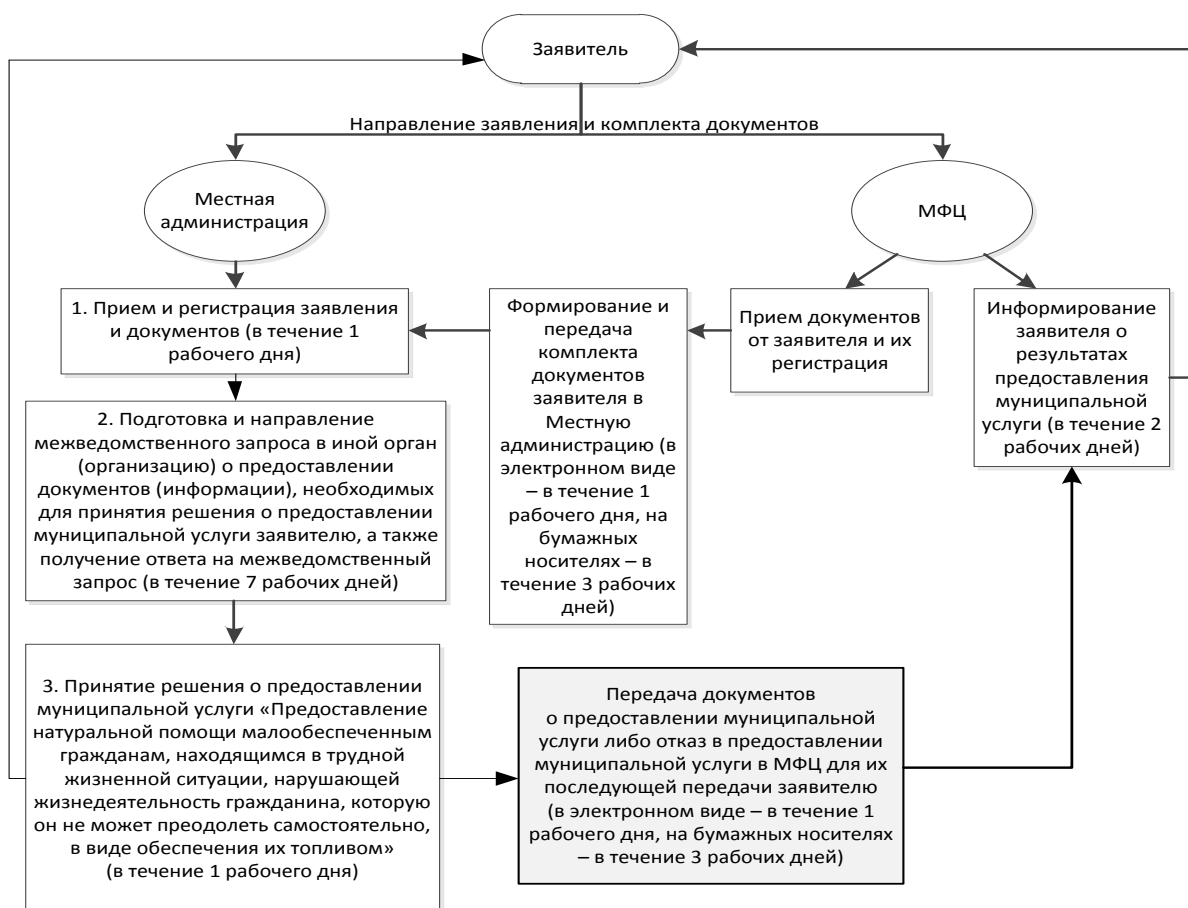 Заявитель
Направление заявления и комплекта документов
Местная
администрация
МФЦ
1. Прием и регистрация заявления
и документов (в течение 1
рабочего дня)
Формирование и
передача
комплекта
документов
заявителя в
Местную
администрацию (в
электронном виде
– в течение 1
рабочего дня, на
бумажных
носителях – в
течение 3 рабочих
дней)
Прием документов
от заявителя и их
регистрация
Информирование
заявителя о
результатах
предоставления
муниципальной
услуги (в течение 2
рабочих дней)
2. Подготовка и направление
межведомственного запроса в иной орган
(организацию) о предоставлении
документов (информации), необходимых
для принятия решения о предоставлении
муниципальной услуги заявителю, а также
получение ответа на межведомственный
запрос (в течение 7 рабочих дней)
3. Принятие решения о предоставлении
муниципальной услуги «Предоставление
натуральной помощи малообеспеченным
гражданам, находящимся в трудной
жизненной ситуации, нарушающей
жизнедеятельность гражданина, которую
он не может преодолеть самостоятельно,
в виде обеспечения их топливом»
(в течение 1 рабочего дня)
Передача документов
о предоставлении муниципальной
услуги либо отказ в предоставлении
муниципальной услуги в МФЦ для их
последующей передачи заявителю
(в электронном виде – в течение 1
рабочего дня, на бумажных носителях
– в течение 3 рабочих дней)